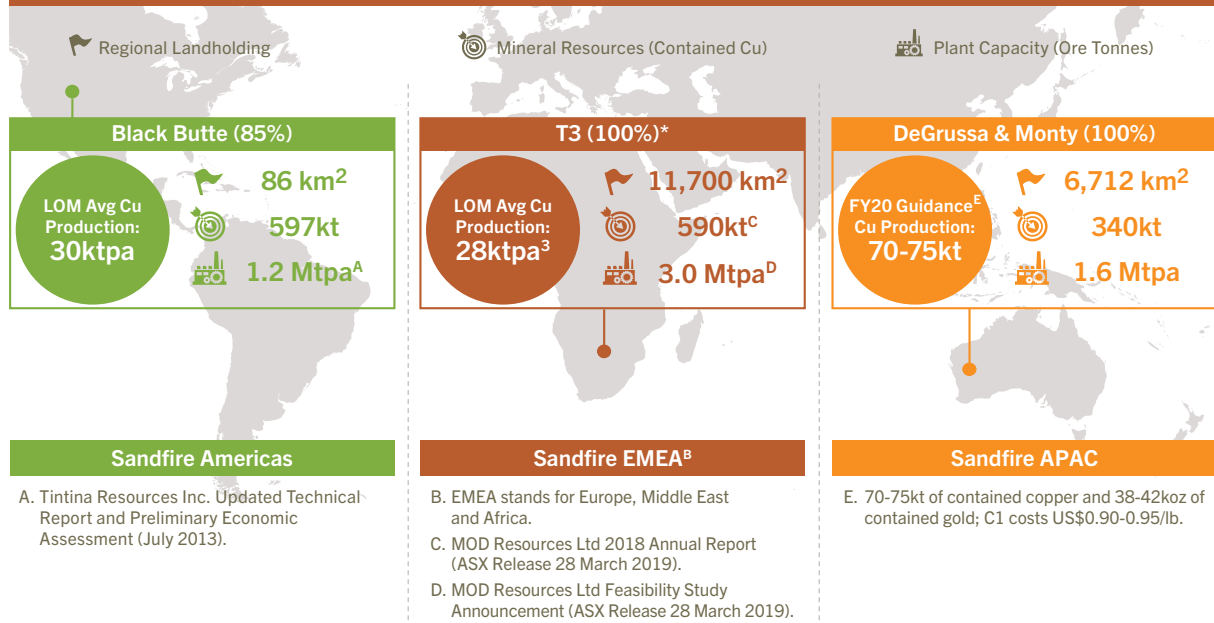 Regional Landholding
Mineral Resources (Contained Cu)
Plant Capacity (Ore Tonnes)
Black Butte (85%)
LOM Avg Cu
Production:
30ktpa
86 km²
597kt
1.2 Mtpaᴬ
T3 (100%)*
LOM Avg Cu
Production:
28ktpa³
11,700 km²
590ktᶜ
3.0 Mtpaᴰ
DeGrussa & Monty (100%)
FY20 Guidanceᴱ
Cu Production:
70-75kt
6,712 km²
340kt
1.6 Mtpa
Sandfire Americas
A. Tintina Resources Inc. Updated Technical
Report and Preliminary Economic
Assessment (July 2013).
Sandfire EMEAᴮ
B. EMEA stands for Europe, Middle East
and Africa.
C. MOD Resources Ltd 2018 Annual Report
(ASX Release 28 March 2019).
D. MOD Resources Ltd Feasibility Study
Announcement (ASX Release 28 March 2019).
Sandfire APAC
E. 70-75kt of contained copper and 38-42koz of
contained gold; C1 costs US$0.90-0.95/lb.